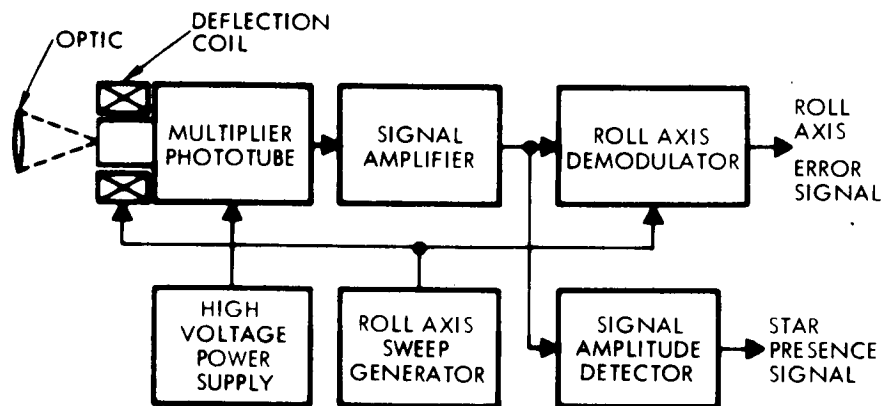 OPTIC
DEFLECTION
COIL
MULTIPLIER
PHOTOTUBE
SIGNAL
AMPLIFIER
ROLL AXIS
DEMODULATOR
ROLL
AXIS
ERROR
SIGNAL
HIGH
VOLTAGE
POWER
SUPPLY
ROLL AXIS
SWEEP
GENERATOR
SIGNAL
AMPLITUDE
DETECTOR
STAR
PRESENCE
SIGNAL